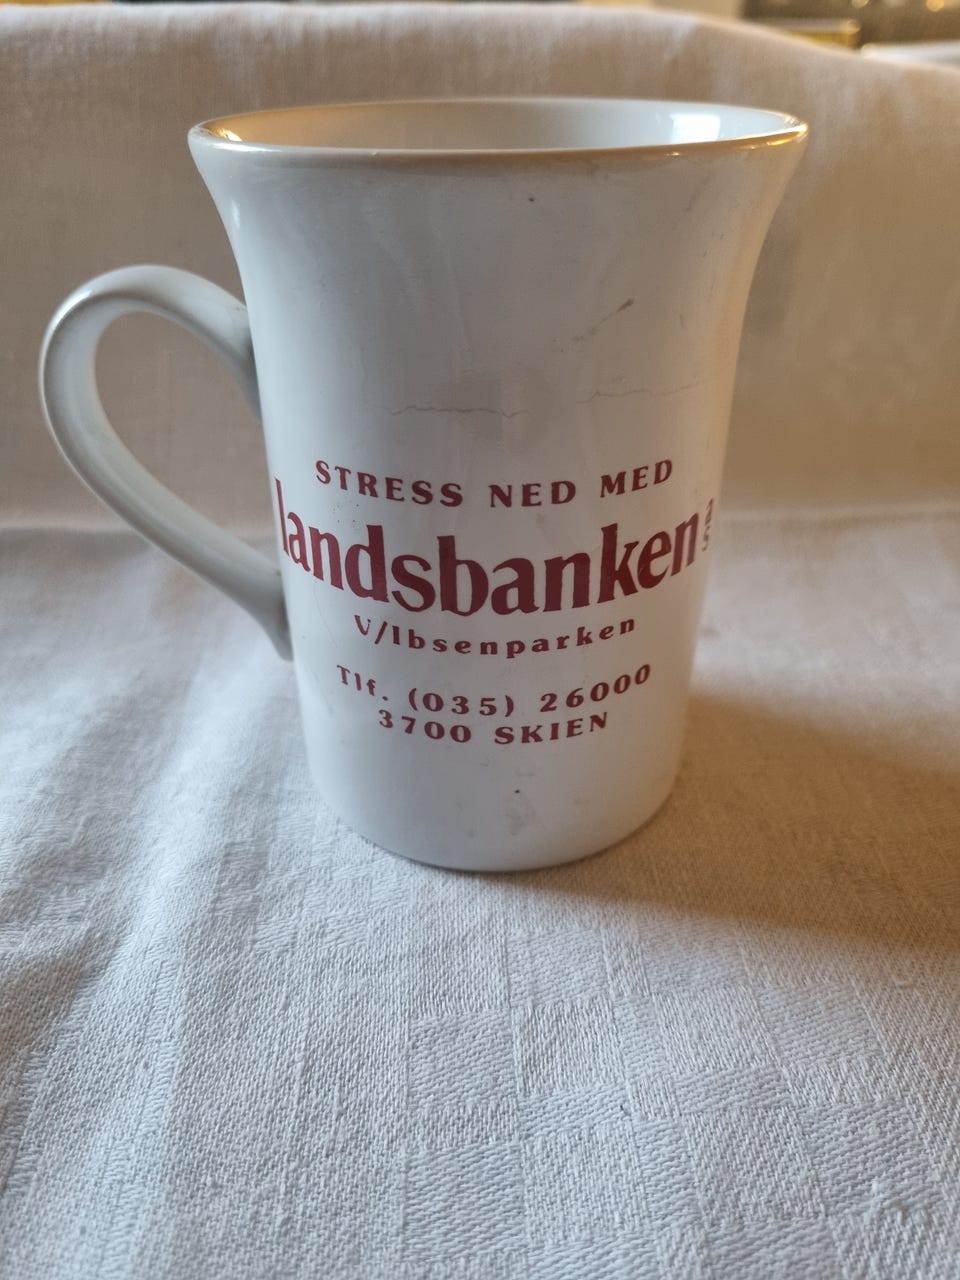 STRESS NED MED
landsbanken
V/Ibsenparken
Tlf. (035) 26000
3700 SKIEN